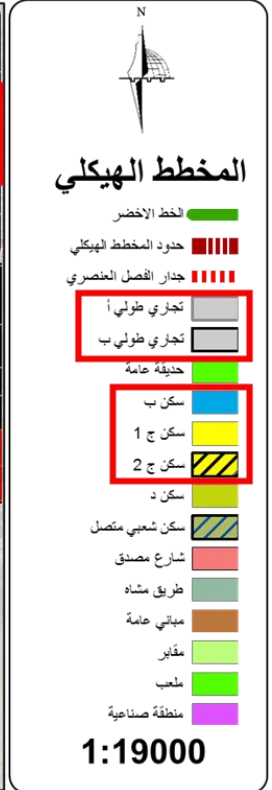 N
المخطط الهيكلي
الخط الاخضر
حدود المخطط الهيكلي
جدار الفصل العنصري
تجاري طولي أ
تجاري طولي ب
حديقة عامة
سكن ب
سكن ج 1
سكن ج 2
سكن د
سكن شعبي متصل
شارع مصدق
طريق مشاه
مباني عامة
مقابر
ملعب
منطقة صناعية
1:19000